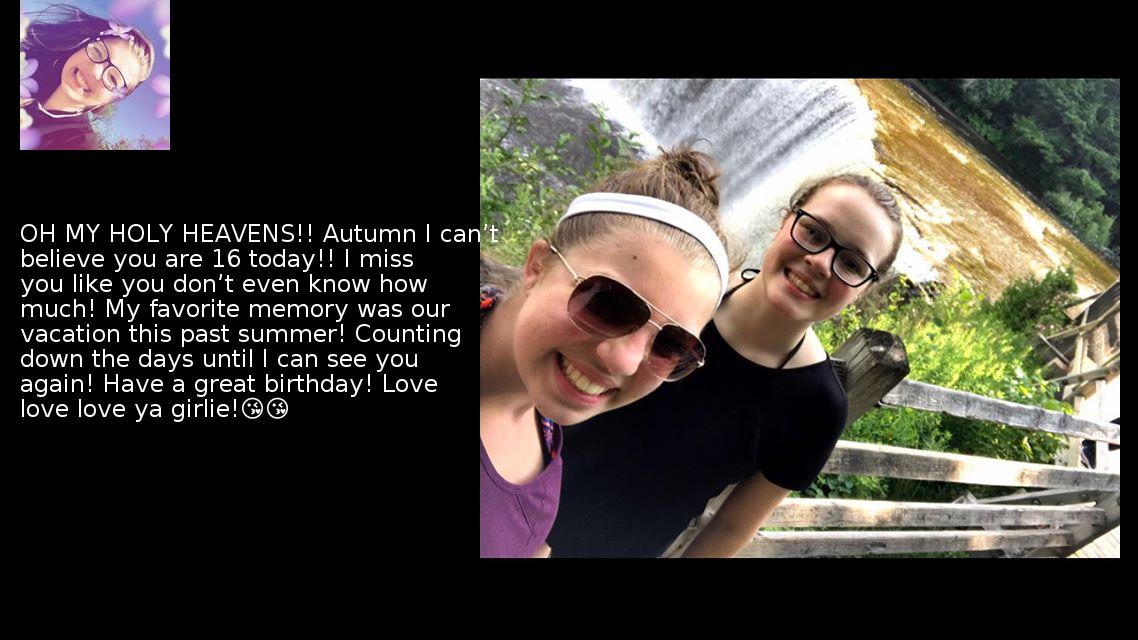 OH MY HOLY HEAVENS!! Autumn I can’t
believe you are 16 today!! I miss
you like you don’t even know how
much! My favorite memory was our
vacation this past summer! Counting
down the days until I can see you
again! Have a great birthday! Love
love love ya girlie!😘😘